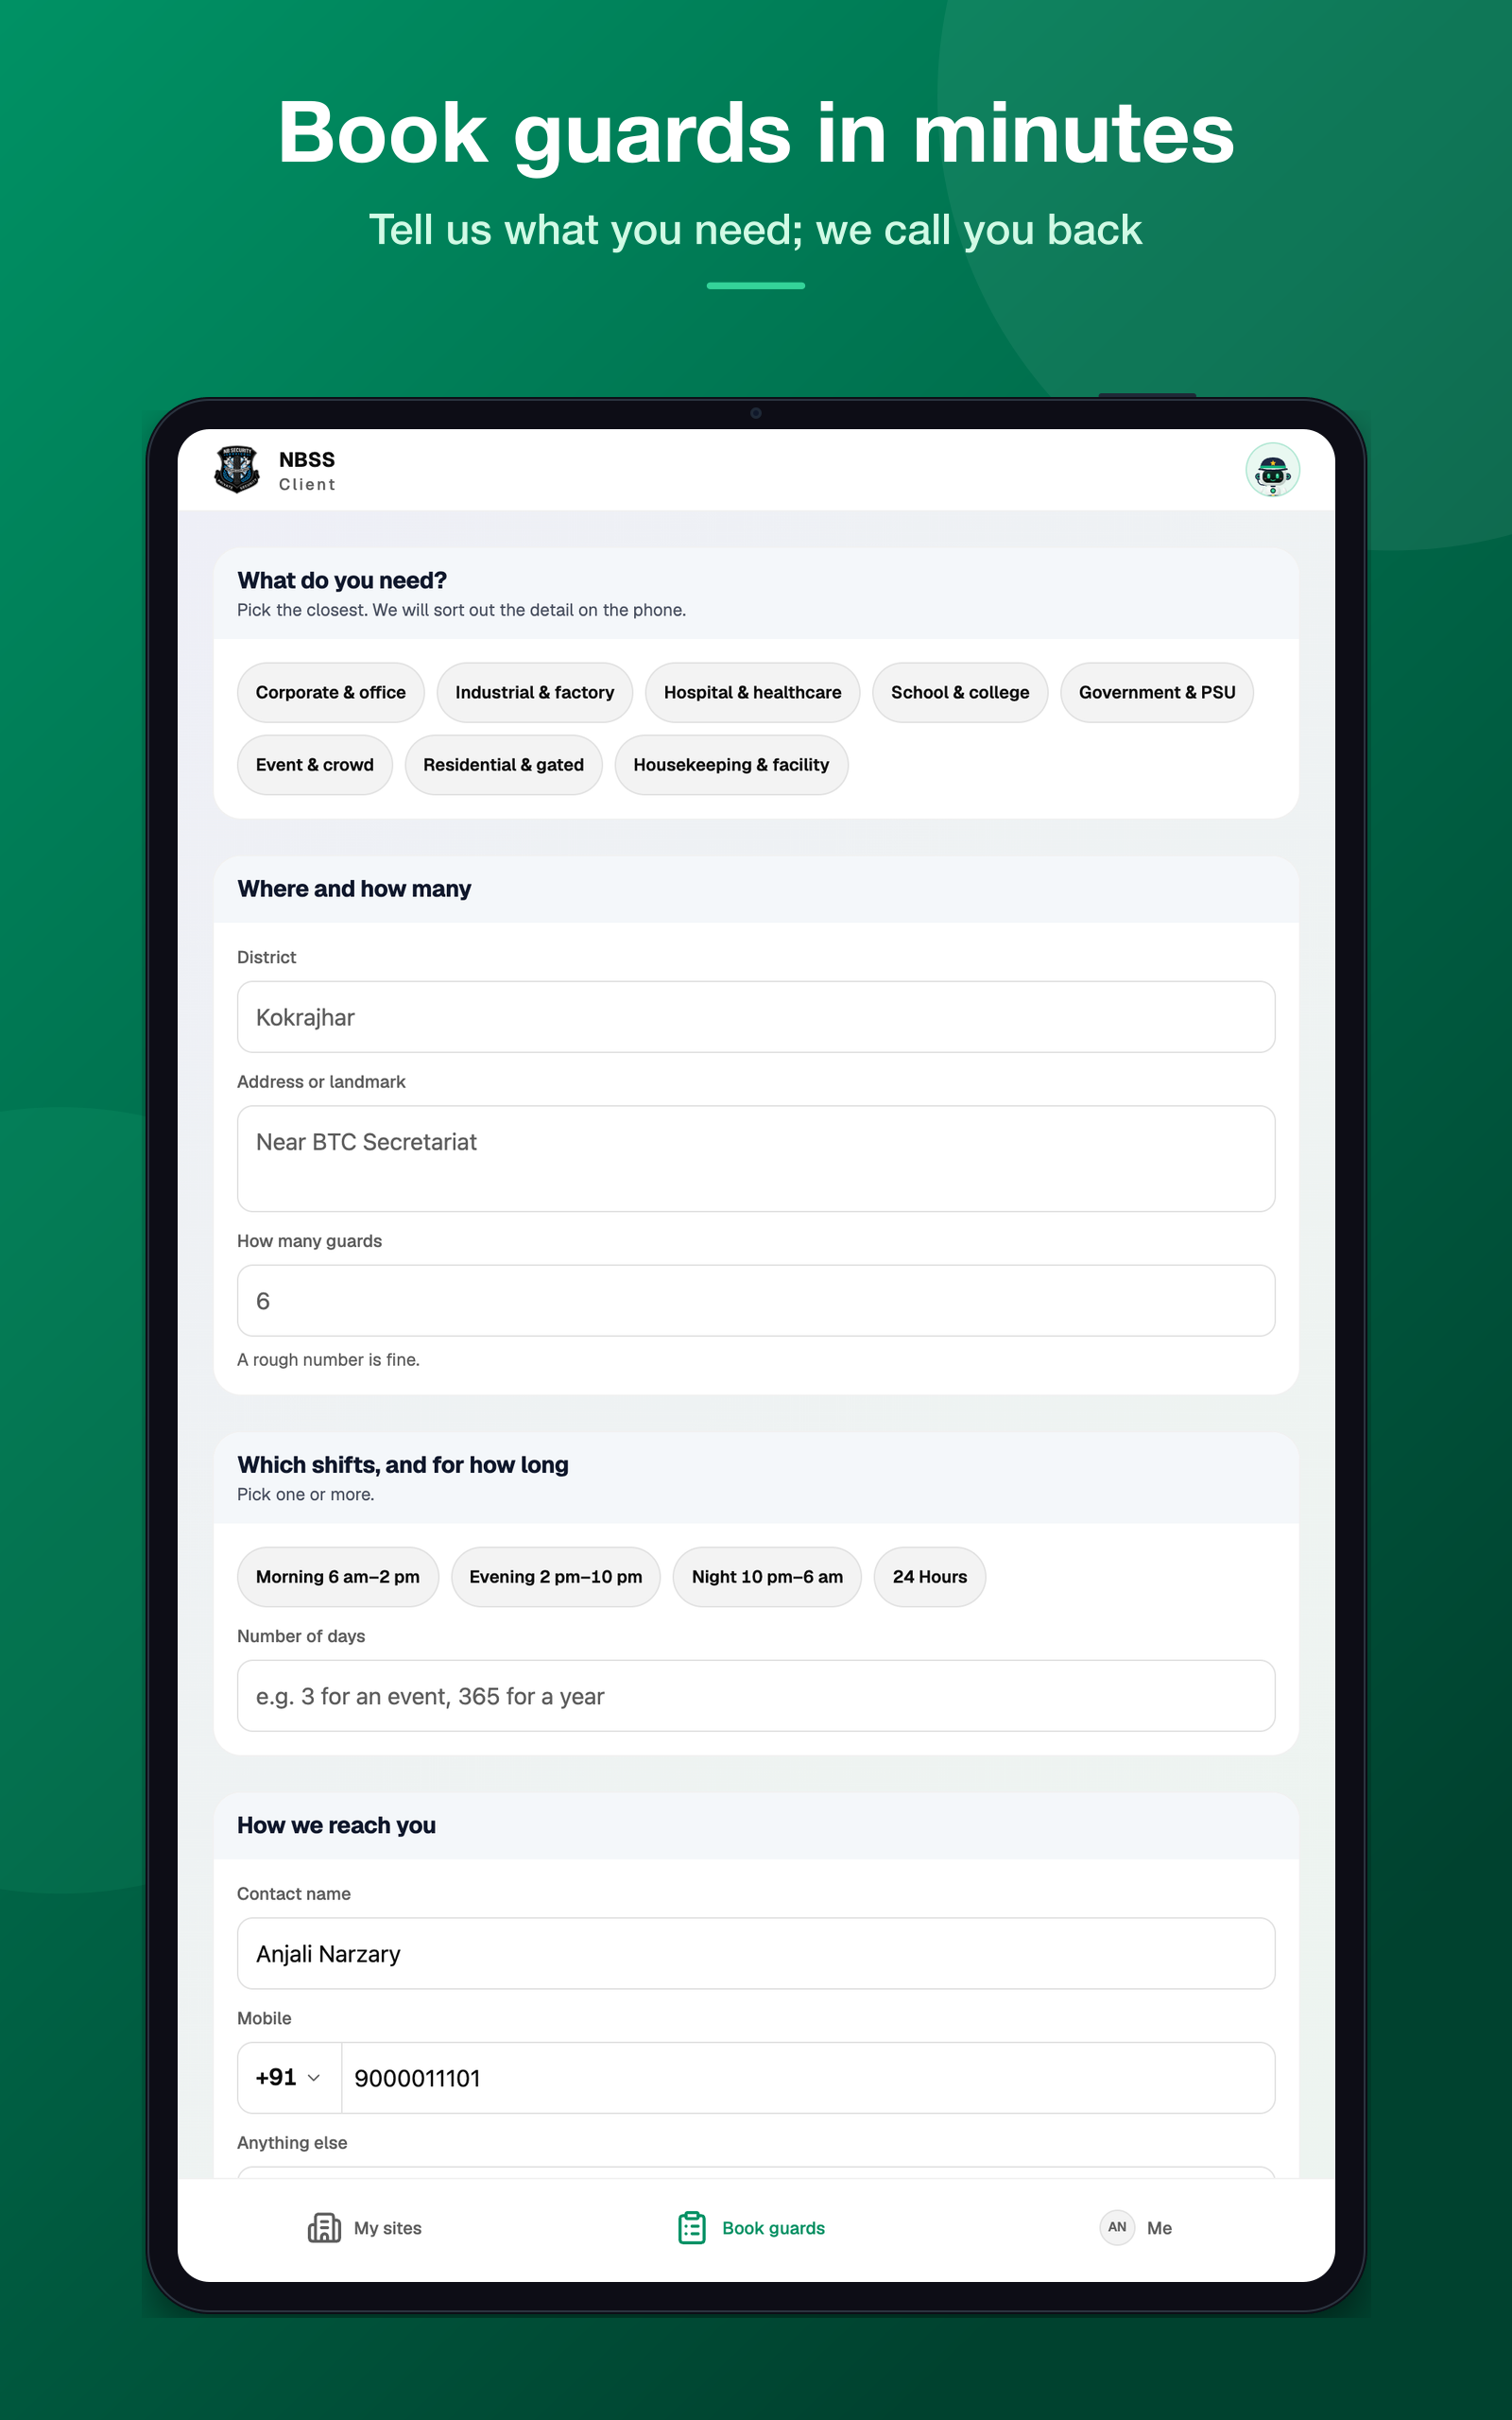 Book guards in minutes
Tell us what you need; we call you back
NB SECURITY
NBSS
Client
What do you need?
Pick the closest. We will sort out the detail on the phone.
Corporate & office
Industrial & factory
Hospital & healthcare
School & college
Government & PSU
Event & crowd
Residential & gated
Housekeeping & facility
Where and how many
District
Kokrajhar
Address or landmark
Near BTC Secretariat
How many guards
6
A rough number is fine.
Which shifts, and for how long
Pick one or more.
Morning 6 am–2 pm
Evening 2 pm–10 pm
Night 10 pm–6 am
24 Hours
Number of days
e.g. 3 for an event, 365 for a year
How we reach you
Contact name
Anjali Narzary
Mobile
+91
9000011101
Anything else
My sites
Book guards
AN
Me